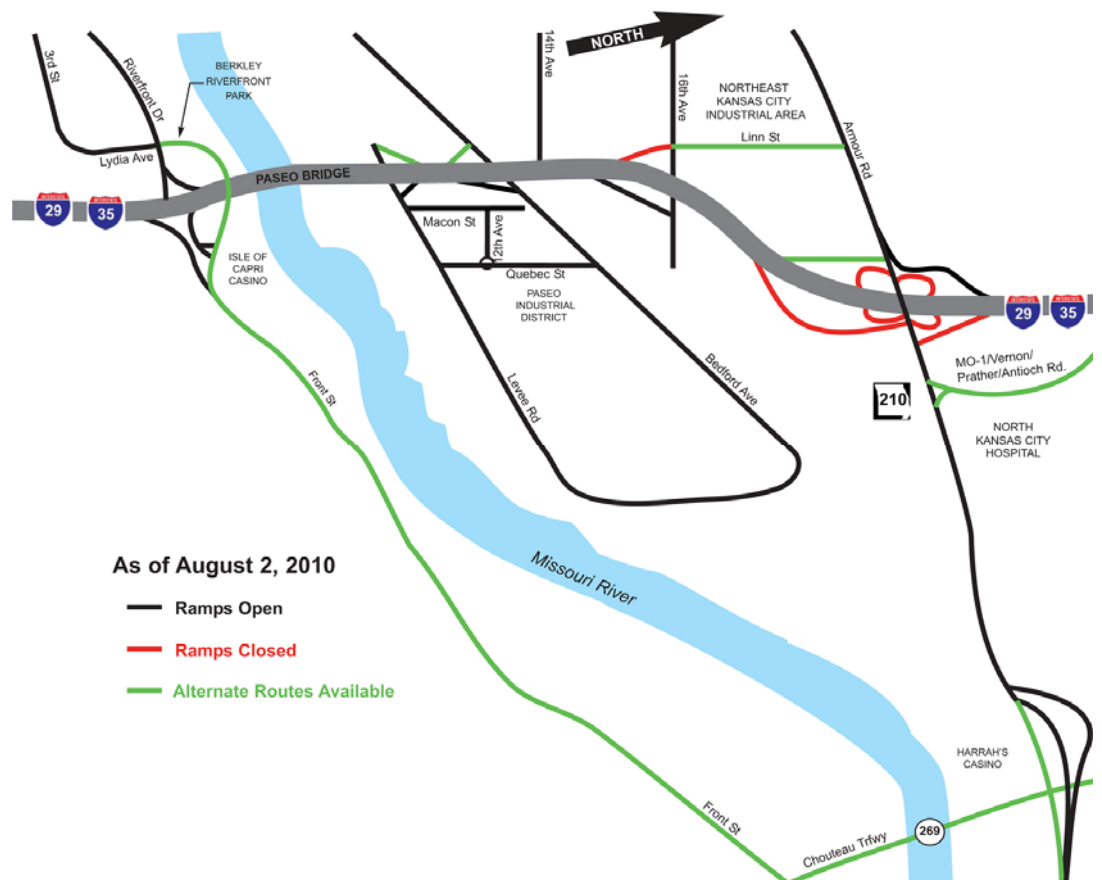 3rd St
Riverfront Dr
BERKLEY
RIVERFRONT
PARK
Lydia Ave
14th Ave
NORTH
16th Ave
NORTHEAST
KANSAS CITY
INDUSTRIAL AREA
Linn St
Armour Rd
PASEO BRIDGE
INTERSTATE
29
INTERSTATE
35
Macon St
12th Ave
Quebec St
ISLE OF
CAPRI
CASINO
PASEO
INDUSTRIAL
DISTRICT
INTERSTATE
29
INTERSTATE
35
MO-1/Vernon/
Prather/Antioch Rd.
Front St
Levee Rd
Bedford Ave
210
NORTH
KANSAS CITY
HOSPITAL
Missouri River
As of August 2, 2010
Ramps Open
Ramps Closed
Alternate Routes Available
HARRAH'S
CASINO
Front St
Chouteau Trfwy
269